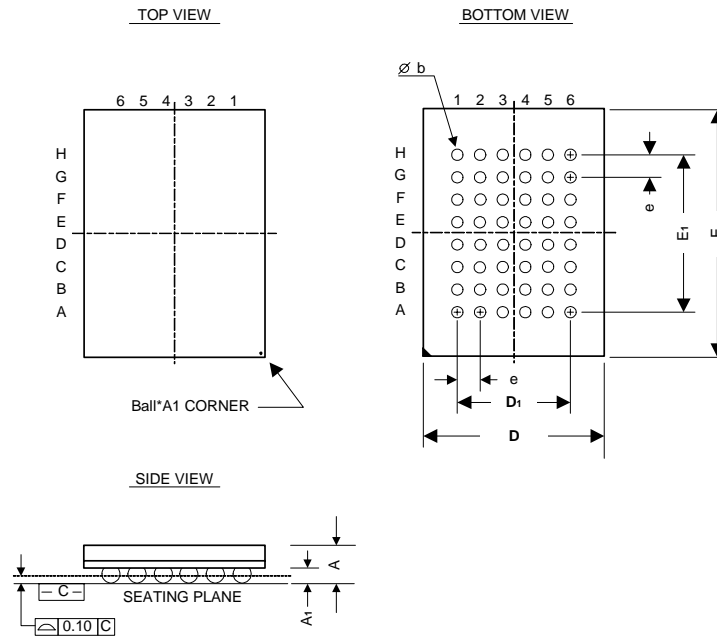 TOP VIEW
BOTTOM VIEW
6 5 4 3 2 1
H
G
F
E
D
C
B
A
Ball*A1 CORNER
Ø b
1 2 3 4 5 6
H
G
F
E
D
C
B
A
e
E1
E
e
D1
D
SIDE VIEW
A
A1
– C –
SEATING PLANE
0.10 C